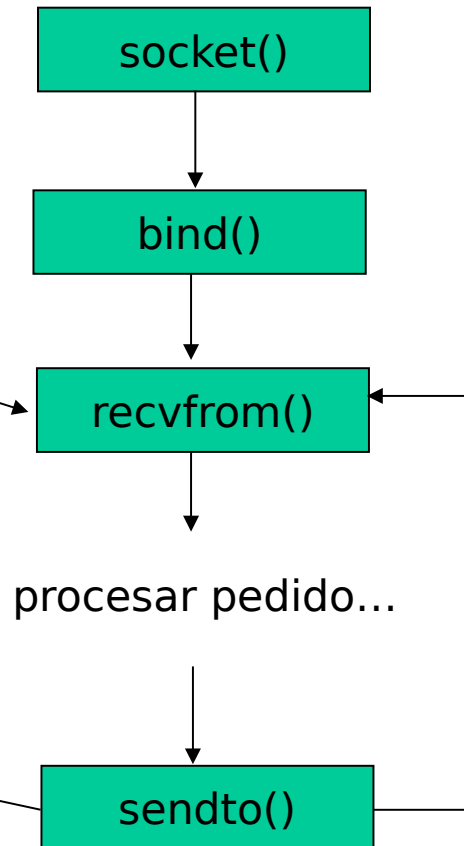 socket()
bind()
recvfrom()
procesar pedido...
sendto()